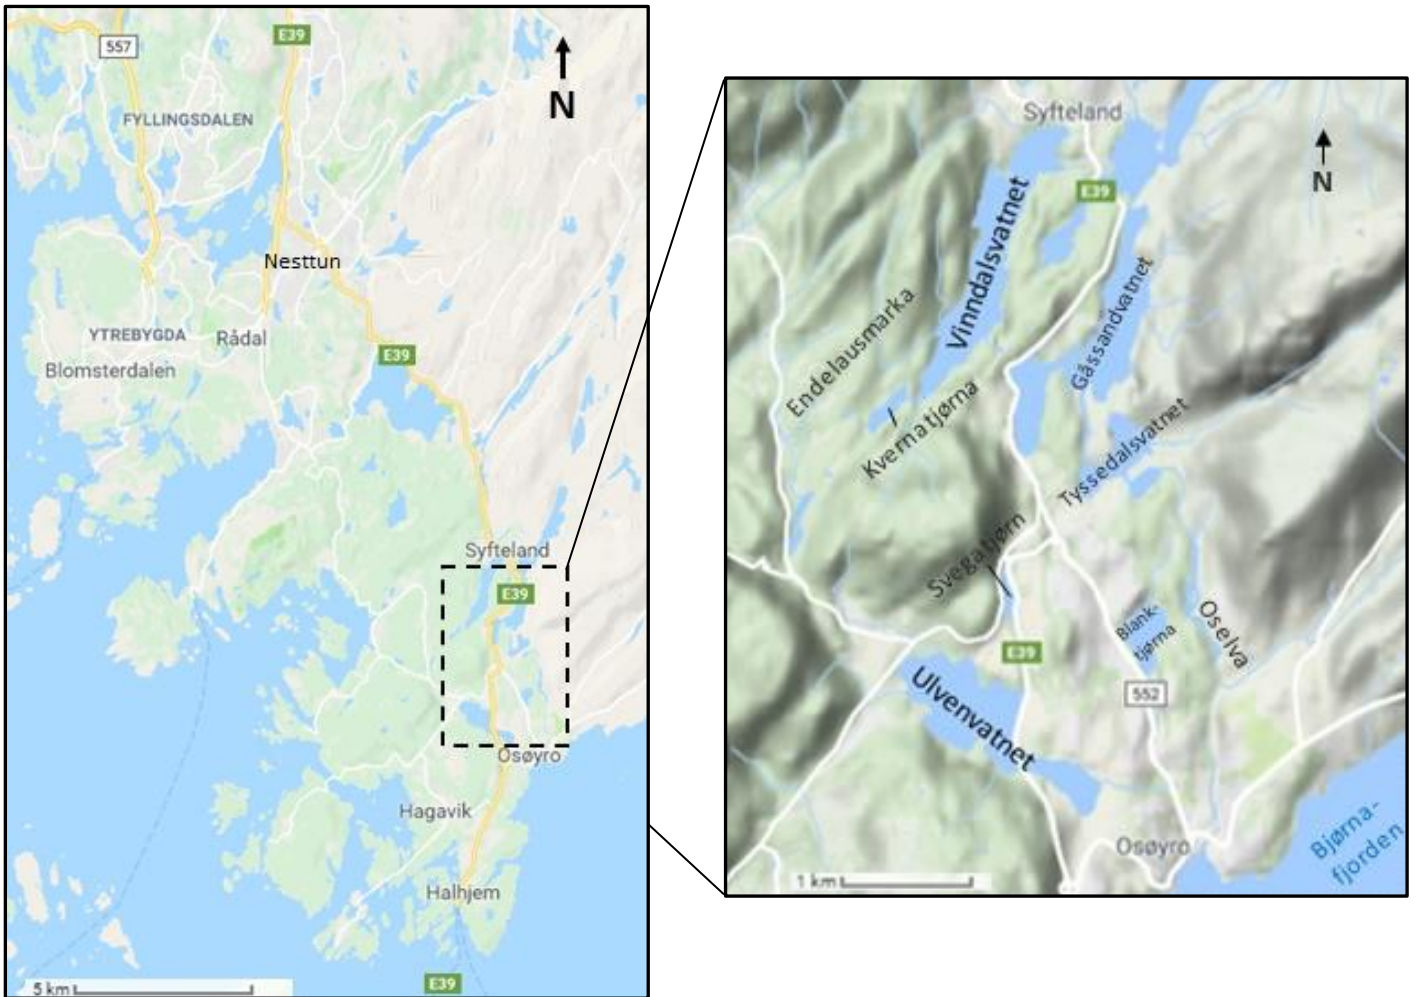 557
E39
N
FYLLINGSDALEN
Nesttun
YTREBYGDA
Rådal
E39
Blomsterdalen
Syfteland
E39
Osøyro
Hagavik
Halhjem
E39
5 km
Syfteland
N
E39
Vinndalsvatnet
Gåssandvatnet
Endelausmarka
Kvernatjørna
Tyssedalsvatnet
Svegatjørn
Blank-
tjørna
Oselva
E39
Ulvenvatnet
552
Osøyro
Bjørna-
fjorden
1 km